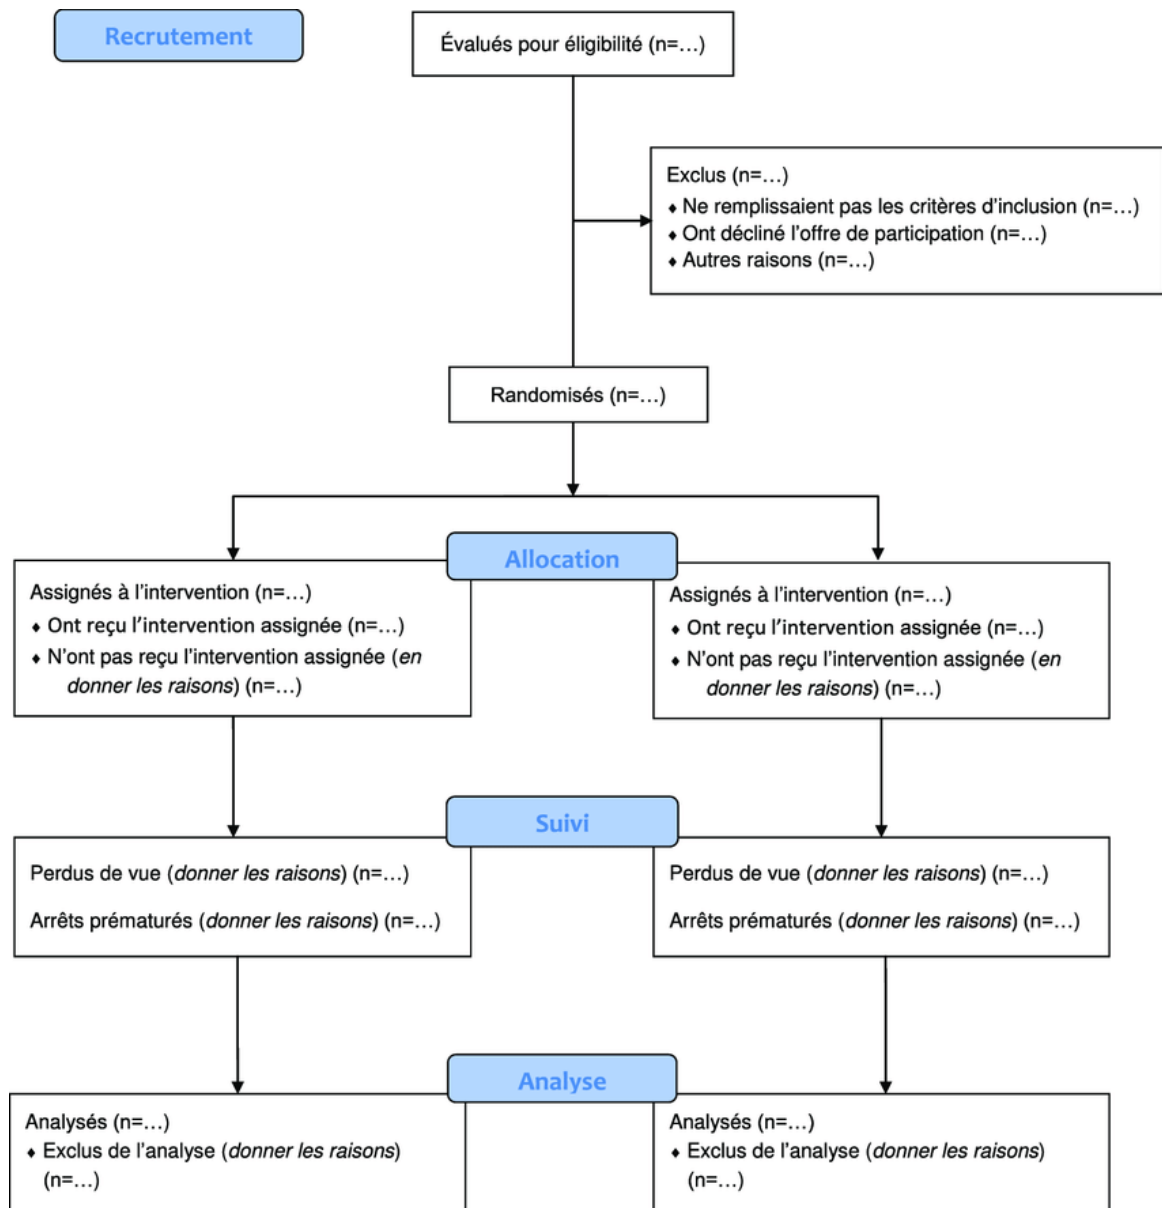 Recrutement
Évalués pour éligibilité (n=…)
Exclus (n=…)
♦ Ne remplissaient pas les critères d’inclusion (n=…)
♦ Ont décliné l’offre de participation (n=…)
♦ Autres raisons (n=…)
Randomisés (n=…)
Allocation
Assignés à l’intervention (n=…)
♦ Ont reçu l’intervention assignée (n=…)
♦ N’ont pas reçu l’intervention assignée (en
donner les raisons) (n=…)
Assignés à l’intervention (n=…)
♦ Ont reçu l’intervention assignée (n=…)
♦ N’ont pas reçu l’intervention assignée (en
donner les raisons) (n=…)
Suivi
Perdus de vue (donner les raisons) (n=…)
Arrêts prématurés (donner les raisons) (n=…)
Perdus de vue (donner les raisons) (n=…)
Arrêts prématurés (donner les raisons) (n=…)
Analyse
Analysés (n=…)
♦ Exclus de l’analyse (donner les raisons)
(n=…)
Analysés (n=…)
♦ Exclus de l’analyse (donner les raisons)
(n=…)